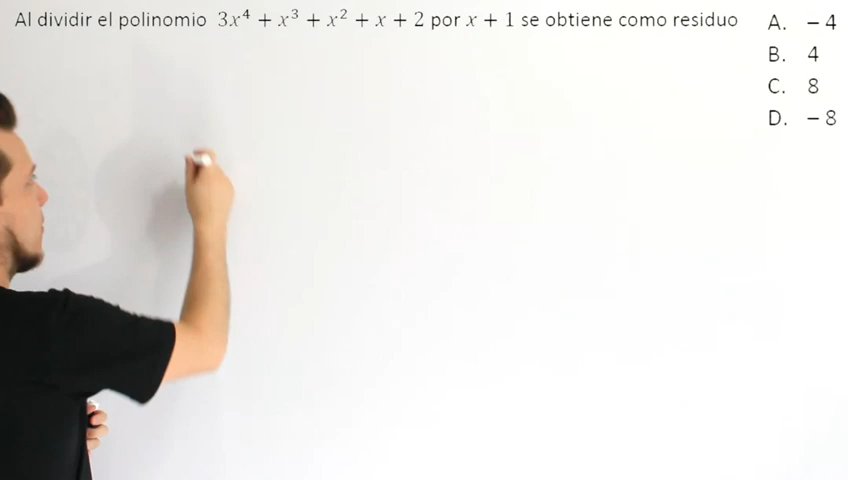 Al dividir el polinomio 3x⁴ + x³ + x² + x + 2 por x + 1 se obtiene como residuo
A. – 4
B. 4
C. 8
D. – 8